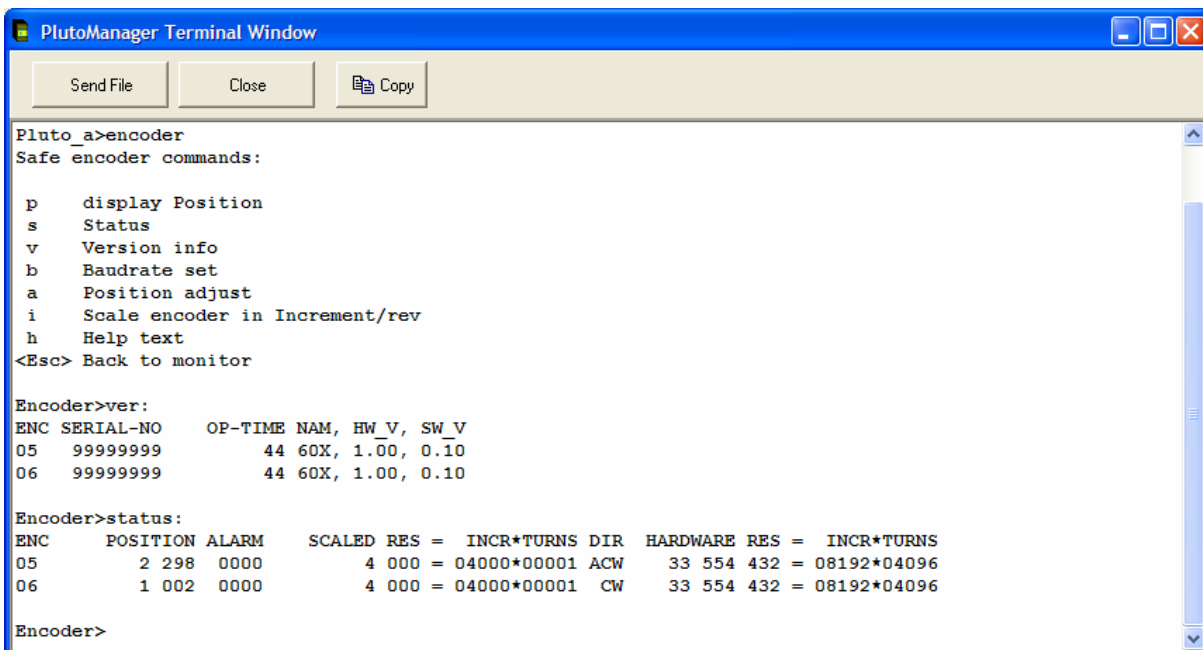 PlutoManager Terminal Window
Send File Close Copy
Pluto_a>encoder
Safe encoder commands:
p display Position
s Status
v Version info
b Baudrate set
a Position adjust
i Scale encoder in Increment/rev
h Help text
<Esc> Back to monitor
Encoder>ver:
ENC SERIAL-NO OP-TIME NAM, HW_V, SW_V
05 99999999 44 60X, 1.00, 0.10
06 99999999 44 60X, 1.00, 0.10
Encoder>status:
ENC POSITION ALARM SCALED RES = INCR*TURNS DIR HARDWARE RES = INCR*TURNS
05 2 298 0000 4 000 = 04000*00001 ACW 33 554 432 = 08192*04096
06 1 002 0000 4 000 = 04000*00001 CW 33 554 432 = 08192*04096
Encoder>